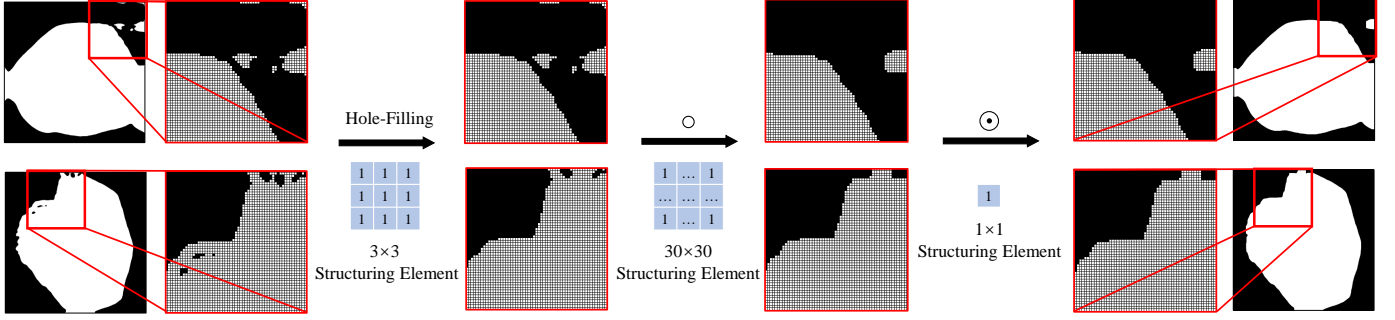 Hole-Filling
1 1 1
1 1 1
1 1 1
3×3
Structuring Element
○
1 … 1
… … …
1 … 1
30×30
Structuring Element
⊙
1
1×1
Structuring Element